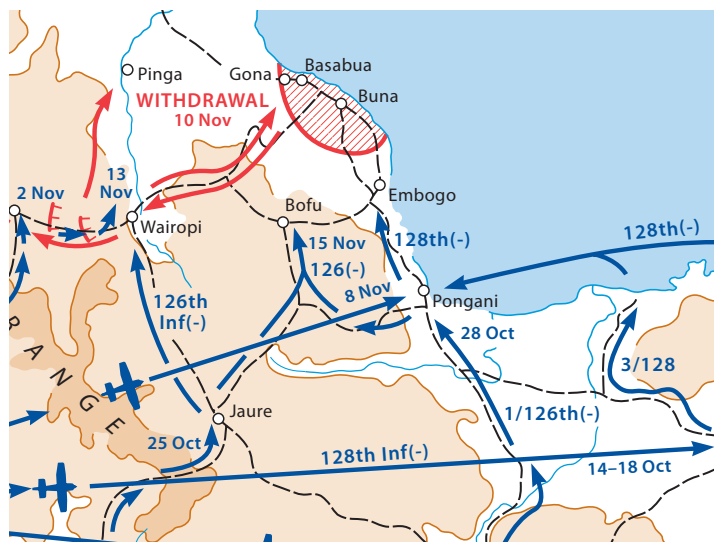 Pinga
Gona
Basabua
Buna
WITHDRAWAL
10 Nov
13
Nov
2 Nov
Wairopi
Bofu
Embogo
15 Nov
126(-)
128th(-)
128th(-)
8 Nov
Pongani
126th
Inf(-)
28 Oct
RANGE
3/128
Jaure
1/126th(-)
25 Oct
128th Inf(-)
14–18 Oct